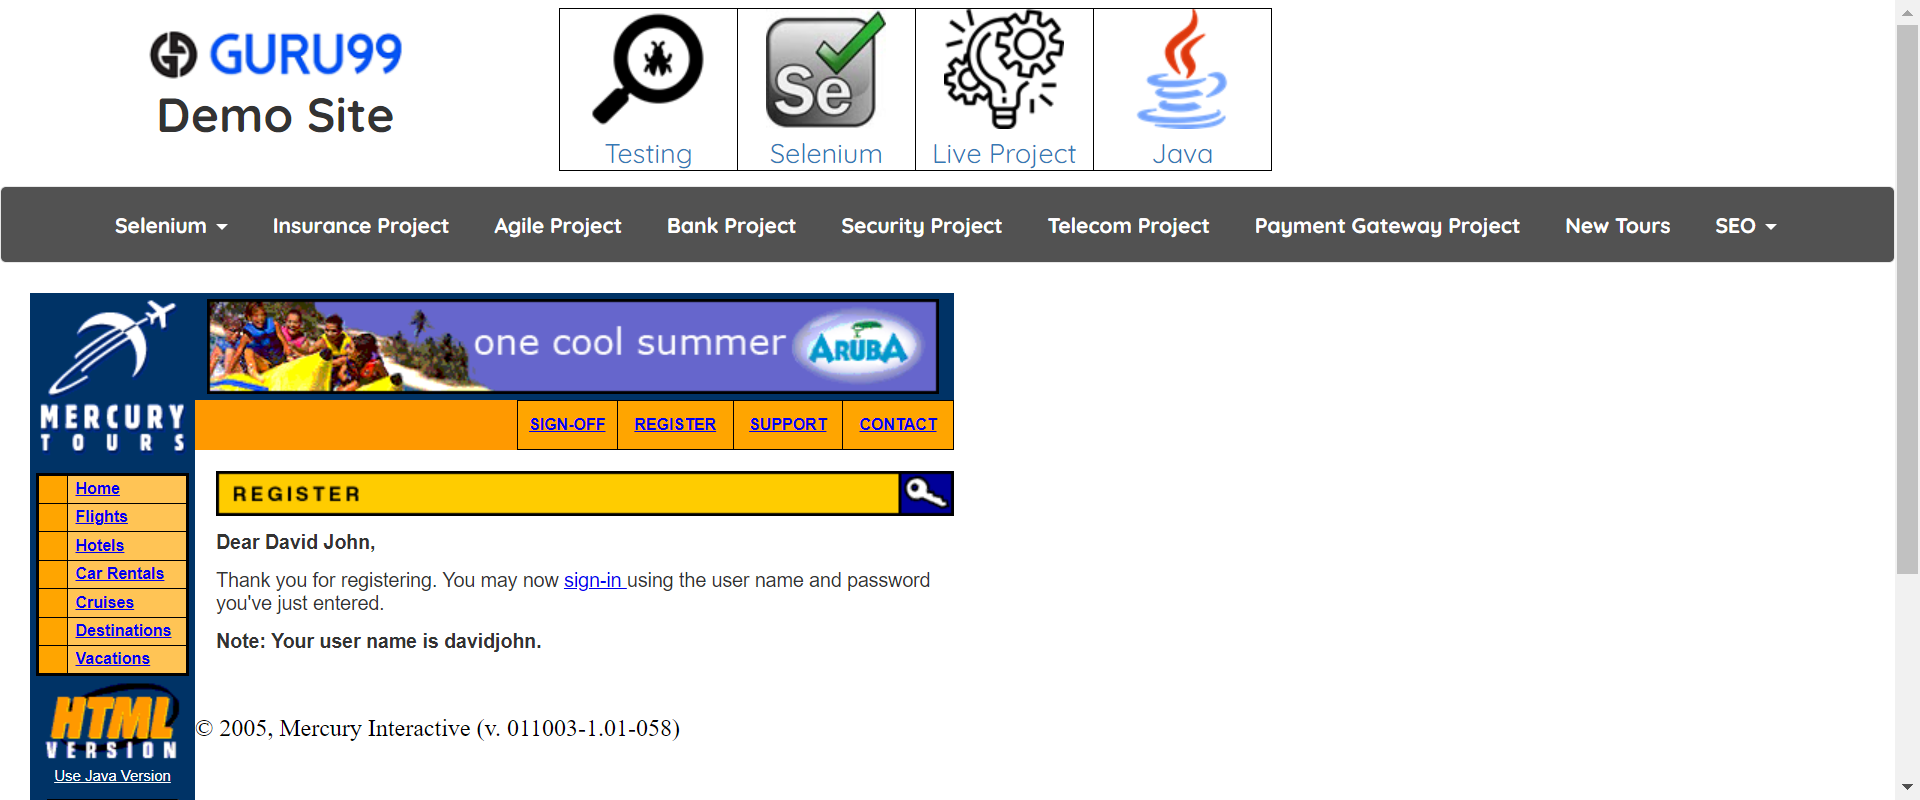 GURU99
Demo Site
Se
Testing
Selenium
Live Project
Java
Selenium
Insurance Project
Agile Project
Bank Project
Security Project
Telecom Project
Payment Gateway Project
New Tours
SEO
MERCURY
TOURS
one cool summer
ARUBA
SIGN-OFF
REGISTER
SUPPORT
CONTACT
Home
Flights
Hotels
Car Rentals
Cruises
Destinations
Vacations
HTML
VERSION
Use Java Version
REGISTER
Dear David John,
Thank you for registering. You may now sign-in using the user name and password
you've just entered.
Note: Your user name is davidjohn.
© 2005, Mercury Interactive (v. 011003-1.01-058)